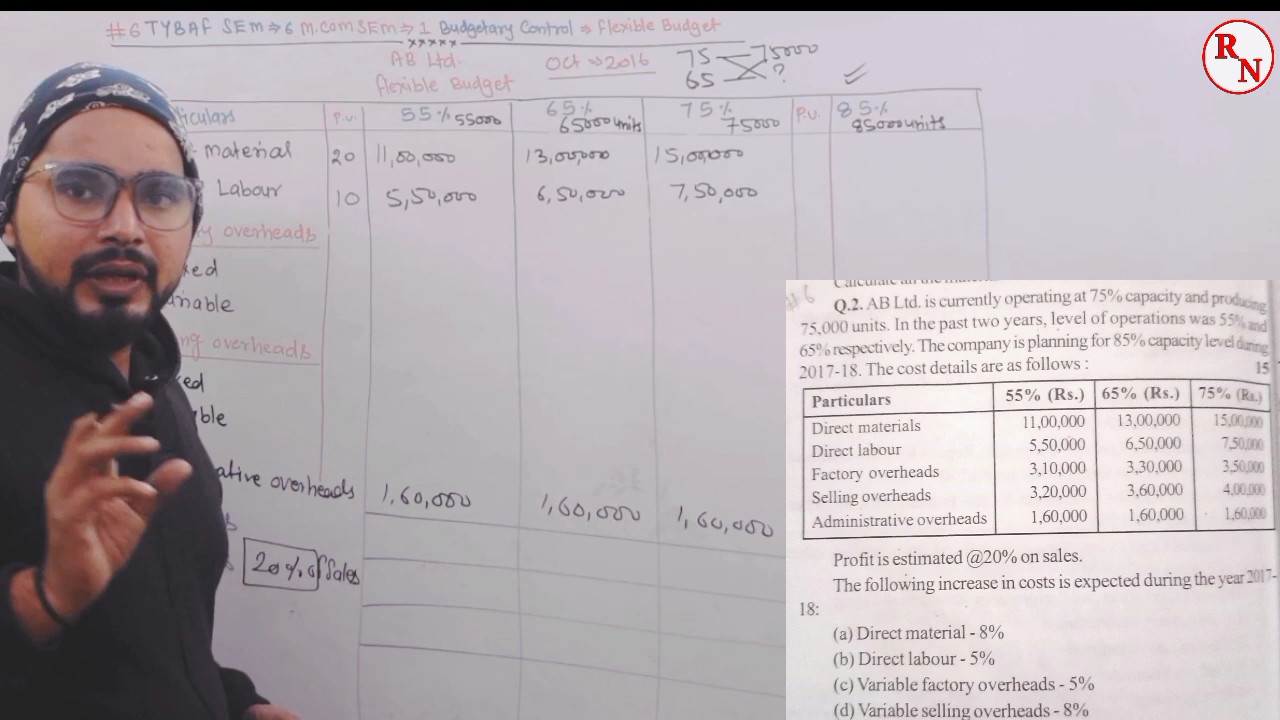 #6 TYBAF SEM ⇒ 6 M.COM SEM ⇒ 1 Budgetary Control ⇒ Flexible Budget
×××××
AB Ltd.
Oct ⇒ 2016
Flexible Budget
75 75000
65 ?
R
N
iculars P.U. 55% 55000 65% 65000 units 75% 75000 P.U. 85% 85000 units
material 20 11,00,000 13,00,000 15,00,000
Labour 10 5,50,000 6,50,000 7,50,000
y overheads
ed
riable
ng overheads
ed
ble
ative overheads 1,60,000 1,60,000 1,60,000
20% of Sales
#6
Q.2. AB Ltd. is currently operating at 75% capacity and producing
75,000 units. In the past two years, level of operations was 55% and
65% respectively. The company is planning for 85% capacity level during
2017-18. The cost details are as follows : 15
Particulars 55% (Rs.) 65% (Rs.) 75% (Rs.)
Direct materials 11,00,000 13,00,000 15,00,000
Direct labour 5,50,000 6,50,000 7,50,000
Factory overheads 3,10,000 3,30,000 3,50,000
Selling overheads 3,20,000 3,60,000 4,00,000
Administrative overheads 1,60,000 1,60,000 1,60,000
Profit is estimated @20% on sales.
The following increase in costs is expected during the year 2017-
18:
(a) Direct material - 8%
(b) Direct labour - 5%
(c) Variable factory overheads - 5%
(d) Variable selling overheads - 8%